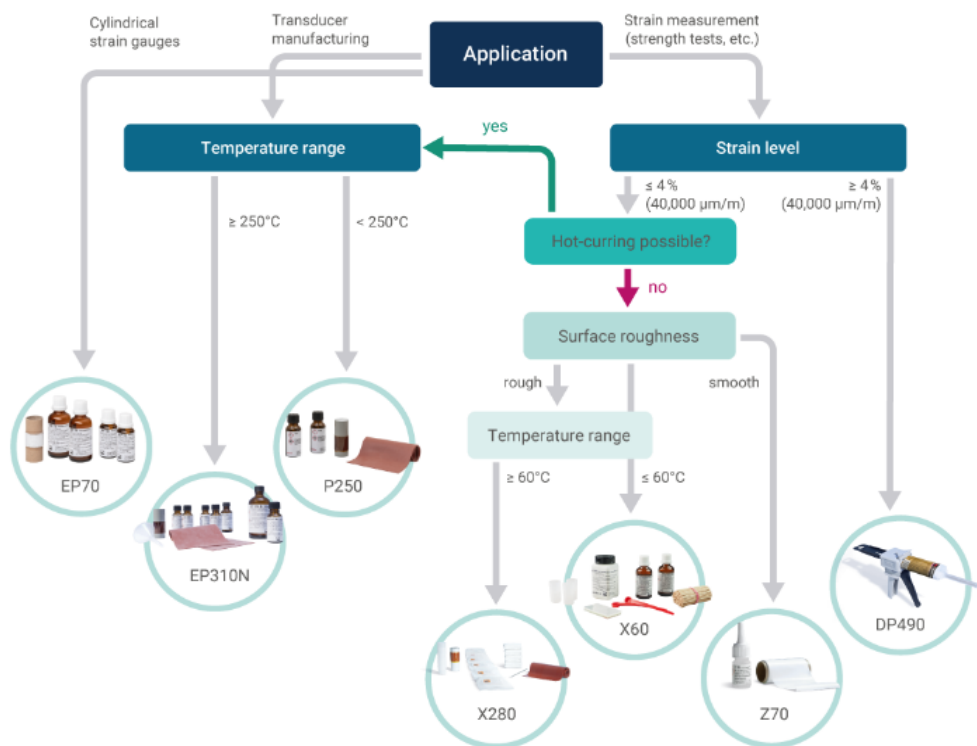 Cylindrical
strain gauges
Transducer
manufacturing
Application
Strain measurement
(strength tests, etc.)
Temperature range
yes
Strain level
≥ 250°C
< 250°C
≤ 4 %
(40,000 µm/m)
≥ 4%
(40,000 µm/m)
Hot-curring possible?
no
Surface roughness
rough
smooth
Temperature range
≥ 60°C
≤ 60°C
EP70
P250
EP310N
X60
DP490
X280
Z70